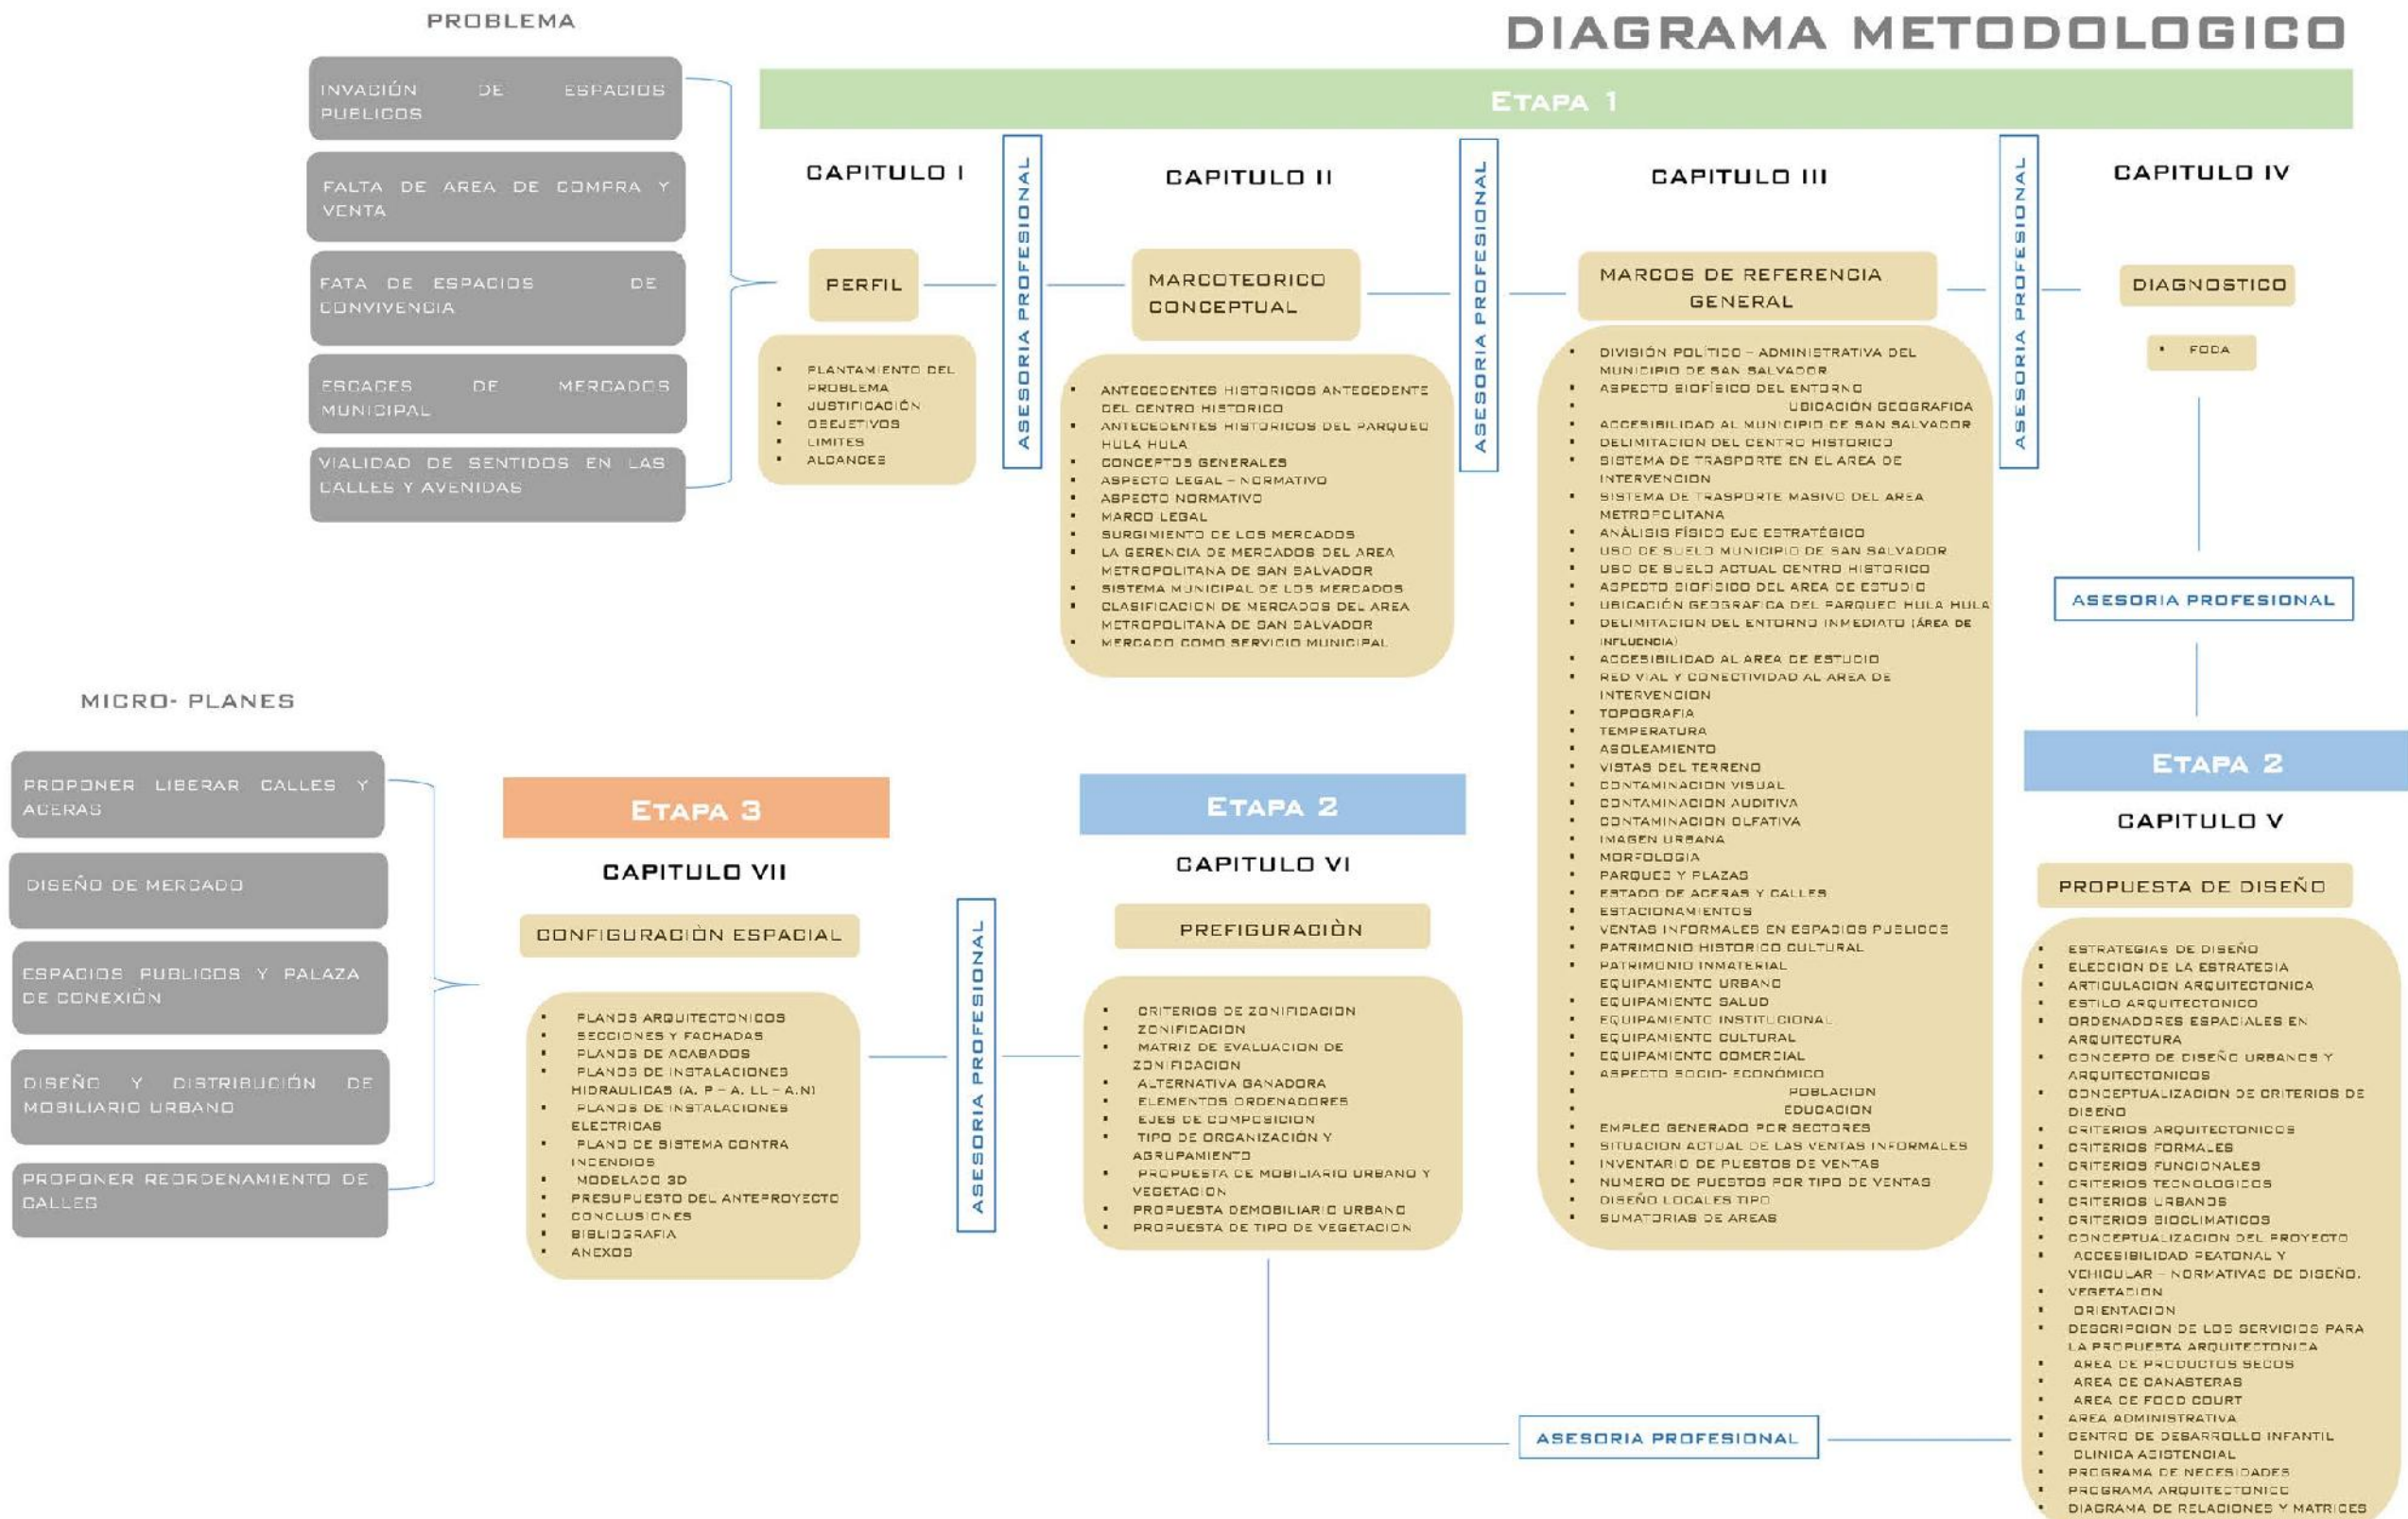 PROBLEMA
DIAGRAMA METODOLOGICO
INVACIÓN DE ESPACIOS
PUBLICOS
FALTA DE AREA DE COMPRA Y
VENTA
FATA DE ESPACIOS DE
CONVIVENCIA
ESCACES DE MERCADOS
MUNICIPAL
VIALIDAD DE SENTIDOS EN LAS
CALLES Y AVENIDAS
ETAPA 1
CAPITULO I
PERFIL
▪ PLANTAMIENTO DEL
PROBLEMA
▪ JUSTIFICACIÓN
▪ OBEJETIVOS
▪ LIMITES
▪ ALCANCES
ASESORIA PROFESIONAL
CAPITULO II
MARCOTEORICO
CONCEPTUAL
▪ ANTECEDENTES HISTORICOS ANTECEDENTE
DEL CENTRO HISTORICO
▪ ANTECEDENTES HISTORICOS DEL PARQUEO
HULA HULA
▪ CONCEPTOS GENERALES
▪ ASPECTO LEGAL – NORMATIVO
▪ ASPECTO NORMATIVO
▪ MARCO LEGAL
▪ SURGIMIENTO DE LOS MERCADOS
▪ LA GERENCIA DE MERCADOS DEL AREA
METROPOLITANA DE SAN SALVADOR
▪ SISTEMA MUNICIPAL DE LOS MERCADOS
▪ CLASIFICACION DE MERCADOS DEL AREA
METROPOLITANA DE SAN SALVADOR
▪ MERCADO COMO SERVICIO MUNICIPAL
ASESORIA PROFESIONAL
CAPITULO III
MARCOS DE REFERENCIA
GENERAL
▪ DIVISIÓN POLÍTICO – ADMINISTRATIVA DEL
MUNICIPIO DE SAN SALVADOR
▪ ASPECTO BIOFÍSICO DEL ENTORNO
▪ UBICACIÓN GEOGRAFICA
▪ ACCESIBILIDAD AL MUNICIPIO DE SAN SALVADOR
▪ DELIMITACION DEL CENTRO HISTORICO
▪ SISTEMA DE TRASPORTE EN EL AREA DE
INTERVENCION
▪ SISTEMA DE TRASPORTE MASIVO DEL AREA
METROPOLITANA
▪ ANÁLISIS FÍSICO EJE ESTRATÉGICO
▪ USO DE SUELO MUNICIPIO DE SAN SALVADOR
▪ USO DE SUELO ACTUAL CENTRO HISTORICO
▪ ASPECTO BIOFÍSICO DEL AREA DE ESTUDIO
▪ UBICACIÓN GEOGRAFICA DEL PARQUEO HULA HULA
▪ DELIMITACION DEL ENTORNO INMEDIATO (ÁREA DE
INFLUENCIA)
▪ ACCESIBILIDAD AL AREA DE ESTUDIO
▪ RED VIAL Y CONECTIVIDAD AL AREA DE
INTERVENCION
▪ TOPOGRAFIA
▪ TEMPERATURA
▪ ASOLEAMIENTO
▪ VISTAS DEL TERRENO
▪ CONTAMINACION VISUAL
▪ CONTAMINACION AUDITIVA
▪ CONTAMINACION OLFATIVA
▪ IMAGEN URBANA
▪ MORFOLOGIA
▪ PARQUES Y PLAZAS
▪ ESTADO DE ACERAS Y CALLES
▪ ESTACIONAMIENTOS
▪ VENTAS INFORMALES EN ESPACIOS PUBLICOS
▪ PATRIMONIO HISTORICO CULTURAL
▪ PATRIMONIO INMATERIAL
EQUIPAMIENTO URBANO
▪ EQUIPAMIENTO SALUD
▪ EQUIPAMIENTO INSTITUCIONAL
▪ EQUIPAMIENTO CULTURAL
▪ EQUIPAMIENTO COMERCIAL
▪ ASPECTO SOCIO- ECONÓMICO
▪ POBLACION
▪ EDUCACION
▪ EMPLEO GENERADO POR SECTORES
▪ SITUACION ACTUAL DE LAS VENTAS INFORMALES
▪ INVENTARIO DE PUESTOS DE VENTAS
▪ NUMERO DE PUESTOS POR TIPO DE VENTAS
▪ DISEÑO LOCALES TIPO
▪ SUMATORIAS DE AREAS
ASESORIA PROFESIONAL
CAPITULO IV
DIAGNOSTICO
▪ FODA
ASESORIA PROFESIONAL
ETAPA 2
CAPITULO V
PROPUESTA DE DISEÑO
▪ ESTRATEGIAS DE DISEÑO
▪ ELECCION DE LA ESTRATEGIA
▪ ARTICULACION ARQUITECTONICA
▪ ESTILO ARQUITECTONICO
▪ ORDENADORES ESPACIALES EN
ARQUITECTURA
▪ CONCEPTO DE DISEÑO URBANOS Y
ARQUITECTONICOS
▪ CONCEPTUALIZACION DE CRITERIOS DE
DISEÑO
▪ CRITERIOS ARQUITECTONICOS
▪ CRITERIOS FORMALES
▪ CRITERIOS FUNCIONALES
▪ CRITERIOS TECNOLOGICOS
▪ CRITERIOS URBANOS
▪ CRITERIOS BIOCLIMATICOS
▪ CONCEPTUALIZACION DEL PROYECTO
▪ ACCESIBILIDAD PEATONAL Y
VEHICULAR – NORMATIVAS DE DISEÑO.
▪ VEGETACION
▪ ORIENTACION
▪ DESCRIPCION DE LOS SERVICIOS PARA
LA PROPUESTA ARQUITECTONICA
▪ AREA DE PRODUCTOS SECOS
▪ AREA DE CANASTERAS
▪ AREA DE FOOD COURT
▪ AREA ADMINISTRATIVA
▪ CENTRO DE DESARROLLO INFANTIL
▪ CLINICA ASISTENCIAL
▪ PROGRAMA DE NECESIDADES
▪ PROGRAMA ARQUITECTONICO
▪ DIAGRAMA DE RELACIONES Y MATRICES
ASESORIA PROFESIONAL
ETAPA 2
CAPITULO VI
PREFIGURACIÒN
▪ CRITERIOS DE ZONIFICACION
▪ ZONIFICACION
▪ MATRIZ DE EVALUACION DE
ZONIFICACION
▪ ALTERNATIVA GANADORA
▪ ELEMENTOS ORDENADORES
▪ EJES DE COMPOSICION
▪ TIPO DE ORGANIZACIÓN Y
AGRUPAMIENTO
▪ PROPUESTA DE MOBILIARIO URBANO Y
VEGETACION
▪ PROPUESTA DEMOBILIARIO URBANO
▪ PROPUESTA DE TIPO DE VEGETACION
ASESORIA PROFESIONAL
ETAPA 3
CAPITULO VII
CONFIGURACIÒN ESPACIAL
▪ PLANOS ARQUITECTONICOS
▪ SECCIONES Y FACHADAS
▪ PLANOS DE ACABADOS
▪ PLANOS DE INSTALACIONES
HIDRAULICAS (A. P – A. LL – A.N)
▪ PLANOS DE INSTALACIONES
ELECTRICAS
▪ PLANO DE SISTEMA CONTRA
INCENDIOS
▪ MODELADO 3D
▪ PRESUPUESTO DEL ANTEPROYECTO
▪ CONCLUSIONES
▪ BIBLIOGRAFIA
▪ ANEXOS
MICRO- PLANES
PROPONER LIBERAR CALLES Y
ACERAS
DISEÑO DE MERCADO
ESPACIOS PUBLICOS Y PALAZA
DE CONEXIÓN
DISEÑO Y DISTRIBUCIÓN DE
MOBILIARIO URBANO
PROPONER REORDENAMIENTO DE
CALLES